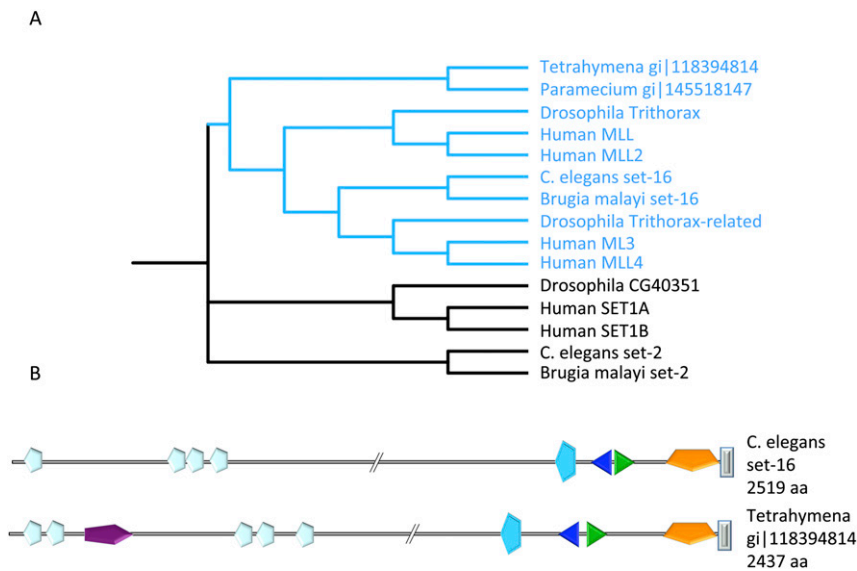 A
Tetrahymena gi|118394814
Paramecium gi|145518147
Drosophila Trithorax
Human MLL
Human MLL2
C. elegans set-16
Brugia malayi set-16
Drosophila Trithorax-related
Human ML3
Human MLL4
Drosophila CG40351
Human SET1A
Human SET1B
C. elegans set-2
Brugia malayi set-2
B
C. elegans
set-16
2519 aa
Tetrahymena
gi|118394814
2437 aa